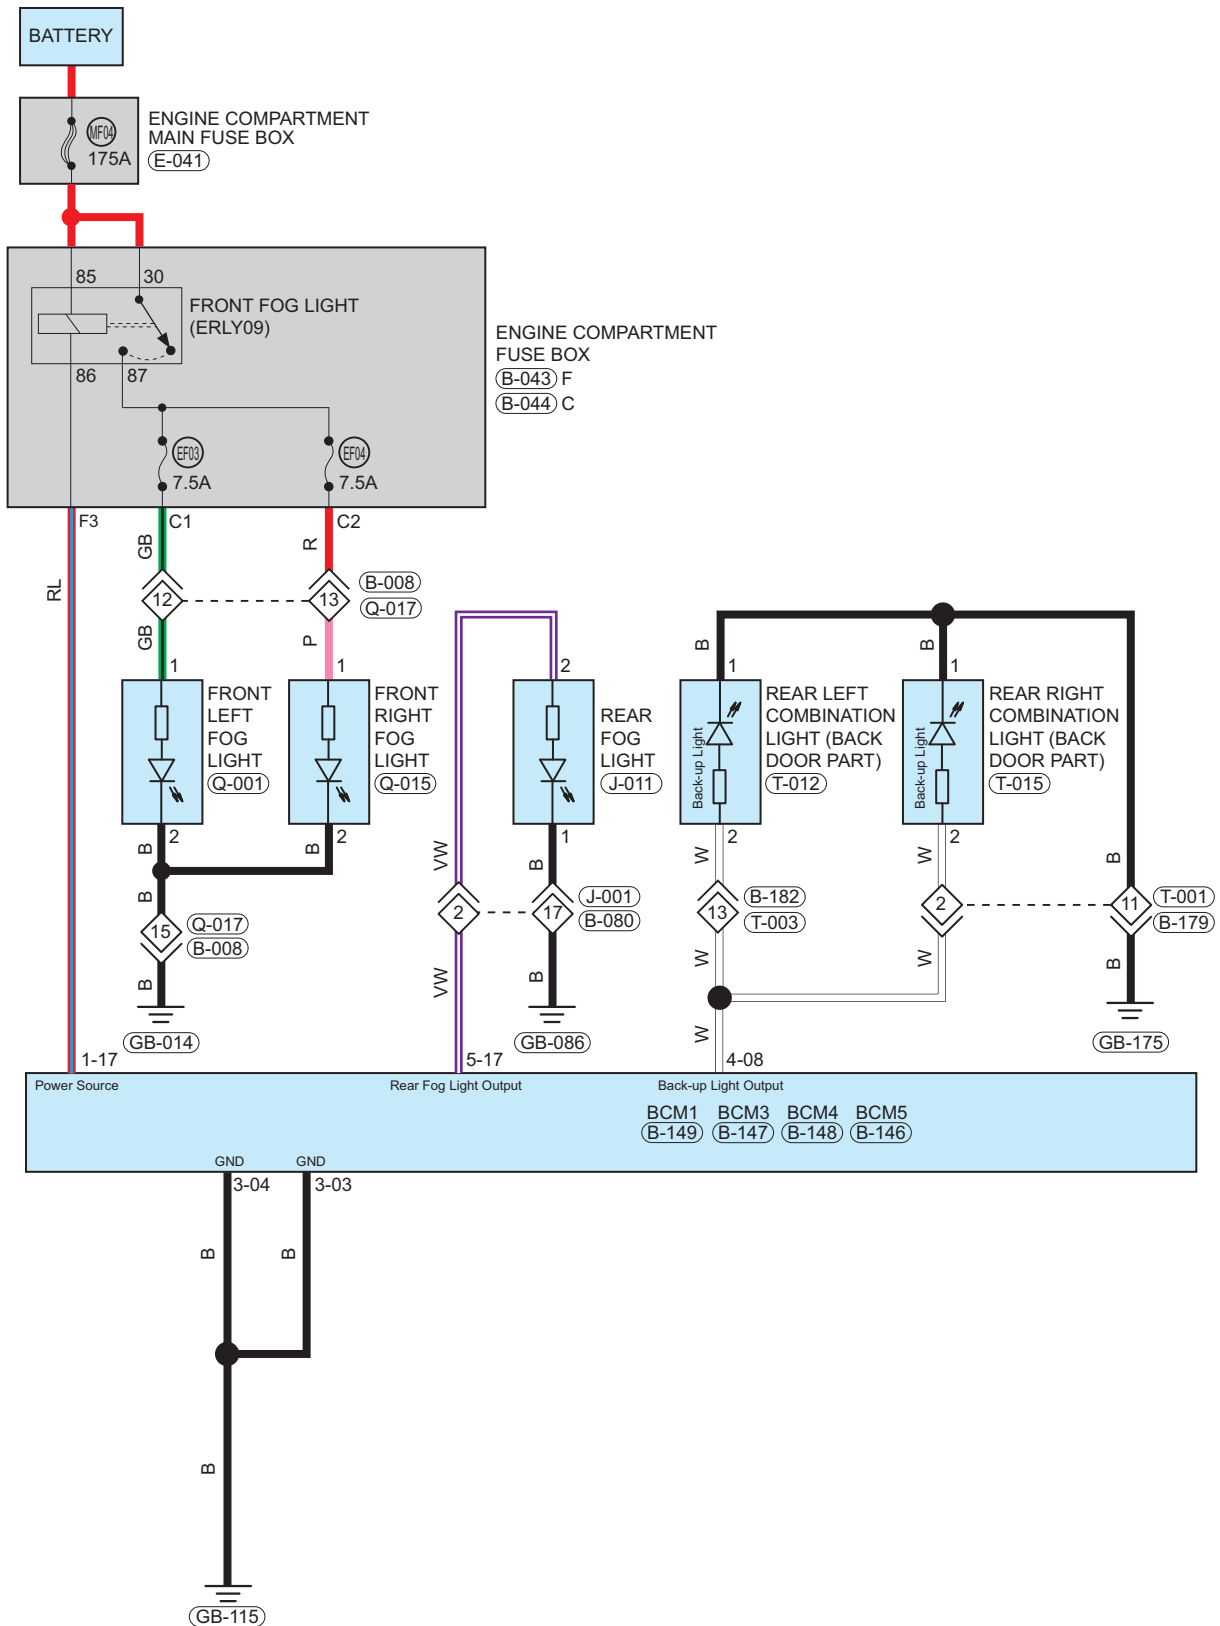 BATTERY
MF04
175A
ENGINE COMPARTMENT
MAIN FUSE BOX
E-041
85
30
FRONT FOG LIGHT
(ERLY09)
86
87
EF03
7.5A
EF04
7.5A
ENGINE COMPARTMENT
FUSE BOX
B-043 F
B-044 C
F3
C1
C2
RL
GB
R
12
13
B-008
Q-017
GB
P
1
1
FRONT
LEFT
FOG
LIGHT
Q-001
FRONT
RIGHT
FOG
LIGHT
Q-015
2
2
B
B
B
15
Q-017
B-008
B
GB-014
2
REAR
FOG
LIGHT
J-011
1
VW
B
2
17
J-001
B-080
VW
B
GB-086
B
B
1
1
Back-up Light
REAR LEFT
COMBINATION
LIGHT (BACK
DOOR PART)
T-012
Back-up Light
REAR RIGHT
COMBINATION
LIGHT (BACK
DOOR PART)
T-015
2
2
W
W
B
13
B-182
T-003
2
11
T-001
B-179
W
W
B
W
GB-175
1-17
5-17
4-08
Power Source
Rear Fog Light Output
Back-up Light Output
BCM1 BCM3 BCM4 BCM5
B-149 B-147 B-148 B-146
GND GND
3-04 3-03
B
B
B
GB-115